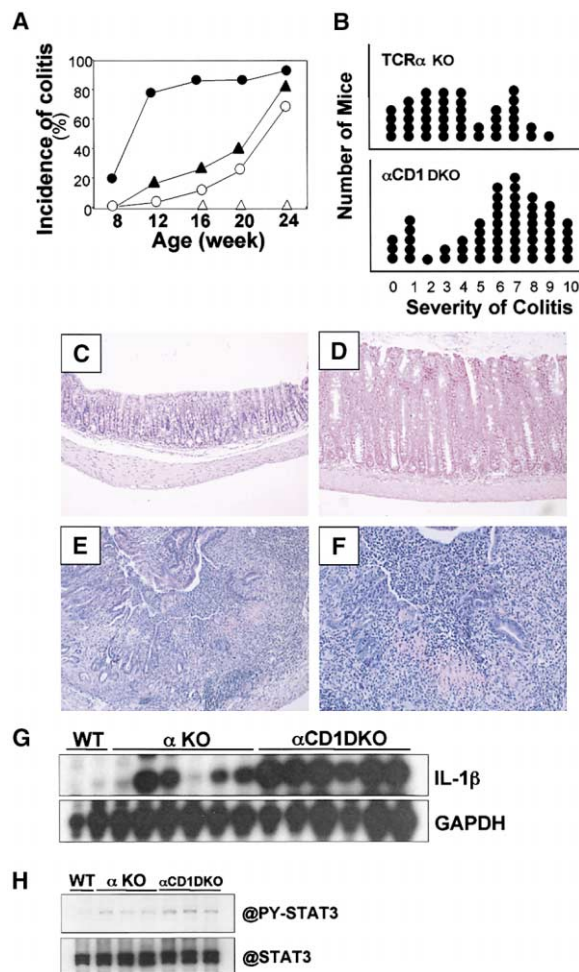 A
Incidence of colitis
(%)
100
80
60
40
20
0
8 12 16 20 24
Age (week)
B
Number of Mice
TCRα KO
αCD1 DKO
0 1 2 3 4 5 6 7 8 9 10
Severity of Colitis
C
D
E
F
G
WT α KO αCD1DKO
IL-1β
GAPDH
H
WT α KO αCD1DKO
@PY-STAT3
@STAT3